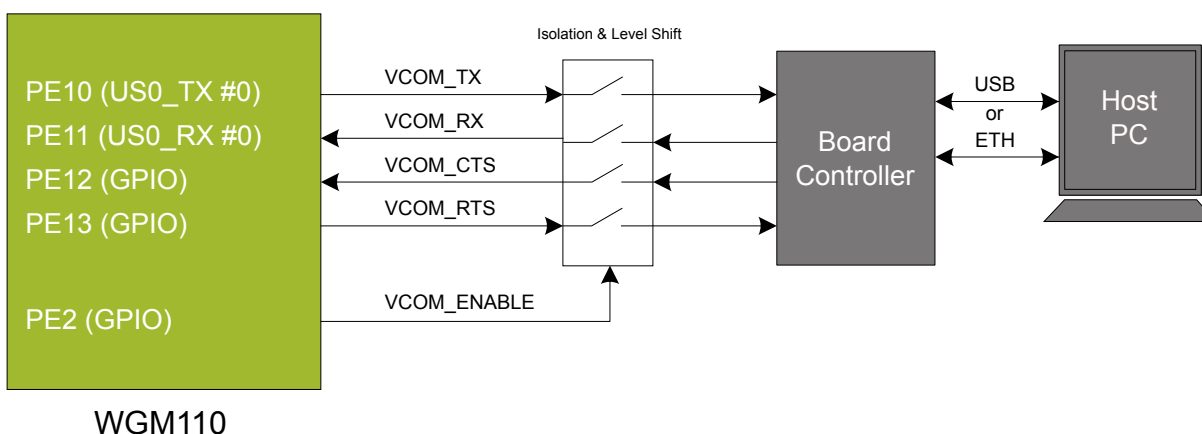 Isolation & Level Shift
PE10 (US0_TX #0)
VCOM_TX
PE11 (US0_RX #0)
VCOM_RX
PE12 (GPIO)
VCOM_CTS
PE13 (GPIO)
VCOM_RTS
PE2 (GPIO)
VCOM_ENABLE
Board
Controller
USB
or
ETH
Host
PC
WGM110